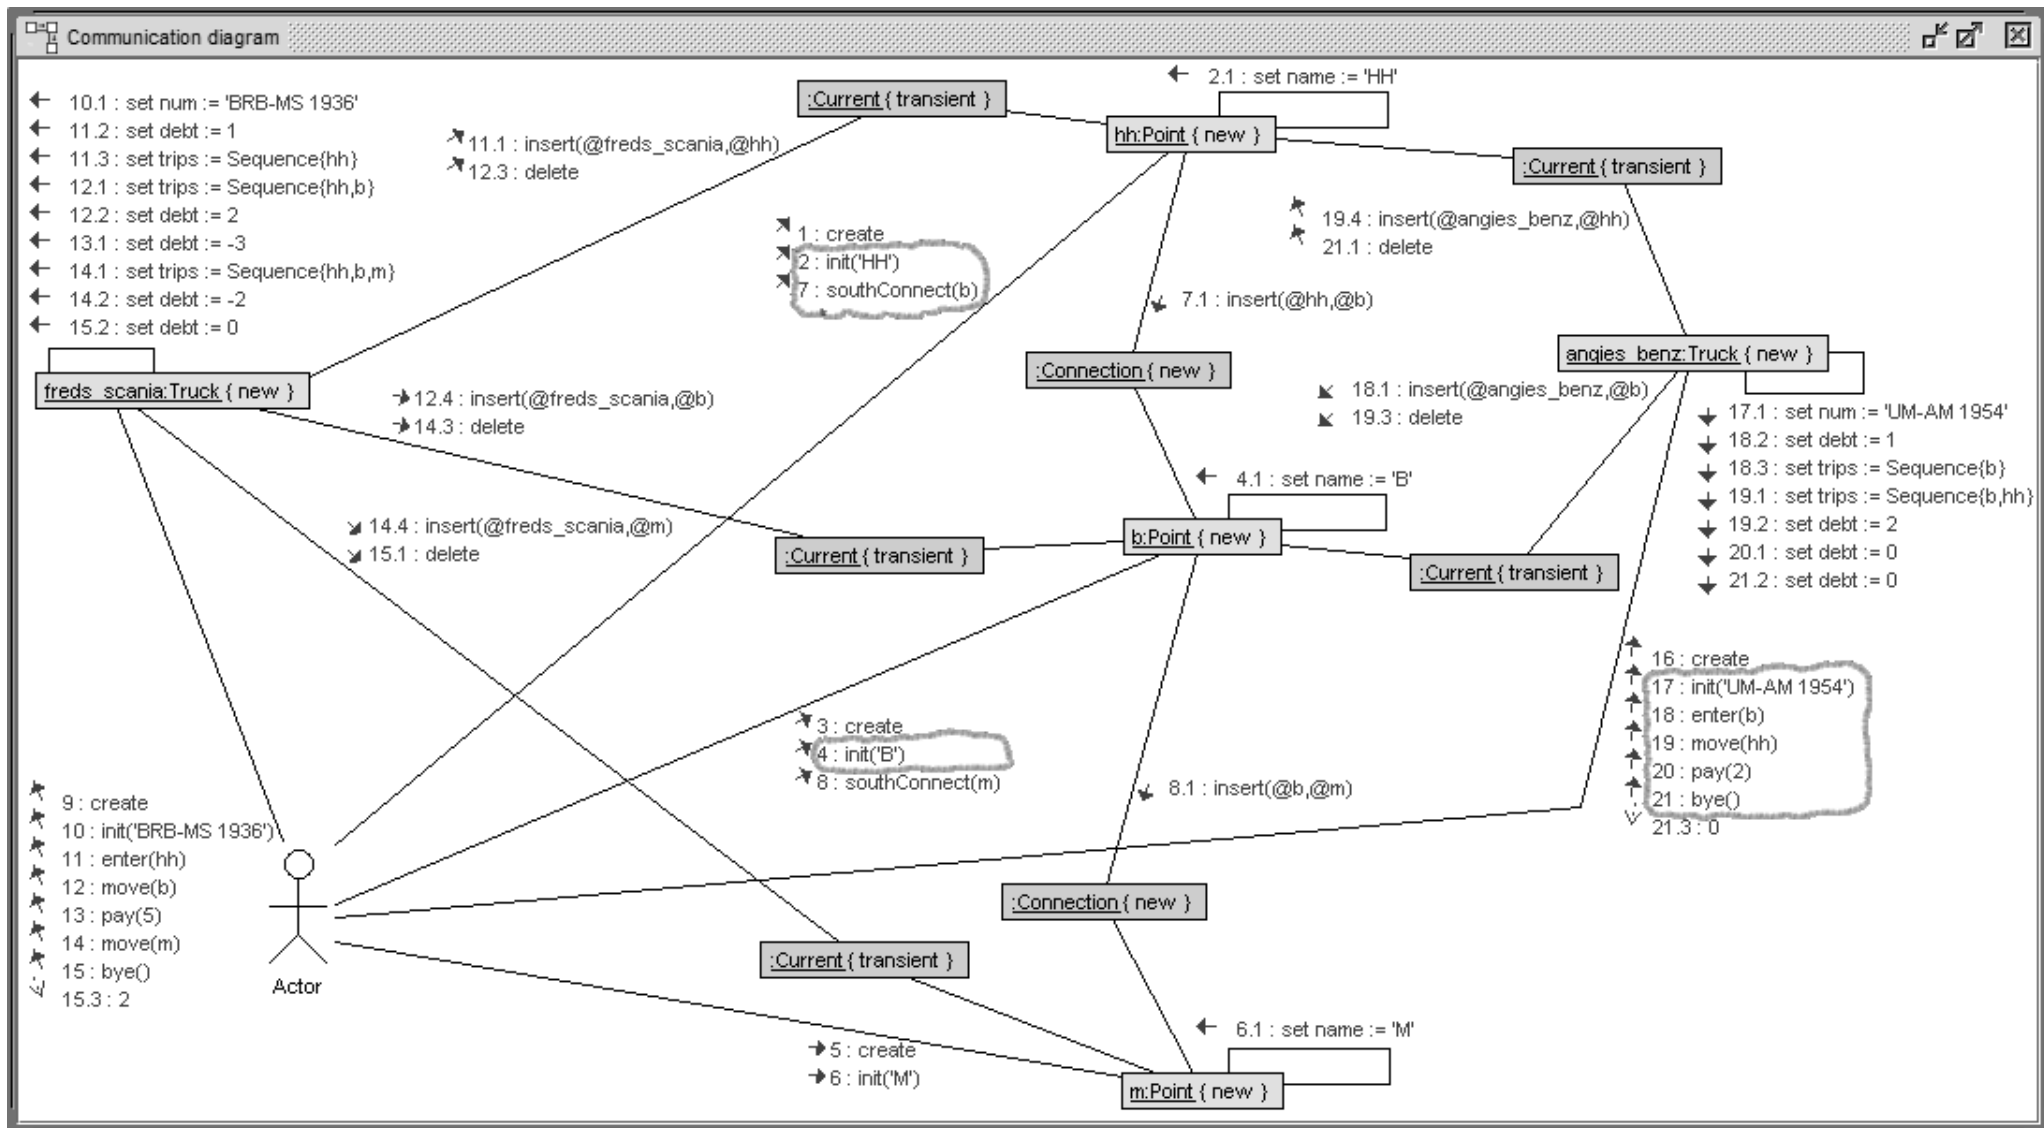 Communication diagram
10.1 : set num := 'BRB-MS 1936'
11.2 : set debt := 1
11.3 : set trips := Sequence{hh}
12.1 : set trips := Sequence{hh,b}
12.2 : set debt := 2
13.1 : set debt := -3
14.1 : set trips := Sequence{hh,b,m}
14.2 : set debt := -2
15.2 : set debt := 0
freds_scania:Truck { new }
11.1 : insert(@freds_scania,@hh)
12.3 : delete
:Current { transient }
2.1 : set name := 'HH'
hh:Point { new }
:Current { transient }
1 : create
2 : init('HH')
7 : southConnect(b)
19.4 : insert(@angies_benz,@hh)
21.1 : delete
7.1 : insert(@hh,@b)
:Connection { new }
angies_benz:Truck { new }
12.4 : insert(@freds_scania,@b)
14.3 : delete
18.1 : insert(@angies_benz,@b)
19.3 : delete
17.1 : set num := 'UM-AM 1954'
18.2 : set debt := 1
18.3 : set trips := Sequence{b}
19.1 : set trips := Sequence{b,hh}
19.2 : set debt := 2
20.1 : set debt := 0
21.2 : set debt := 0
4.1 : set name := 'B'
b:Point { new }
14.4 : insert(@freds_scania,@m)
15.1 : delete
:Current { transient }
:Current { transient }
16 : create
17 : init('UM-AM 1954')
18 : enter(b)
19 : move(hh)
20 : pay(2)
21 : bye()
21.3 : 0
3 : create
4 : init('B')
8 : southConnect(m)
8.1 : insert(@b,@m)
9 : create
10 : init('BRB-MS 1936')
11 : enter(hh)
12 : move(b)
13 : pay(5)
14 : move(m)
15 : bye()
15.3 : 2
Actor
:Connection { new }
:Current { transient }
6.1 : set name := 'M'
5 : create
6 : init('M')
m:Point { new }